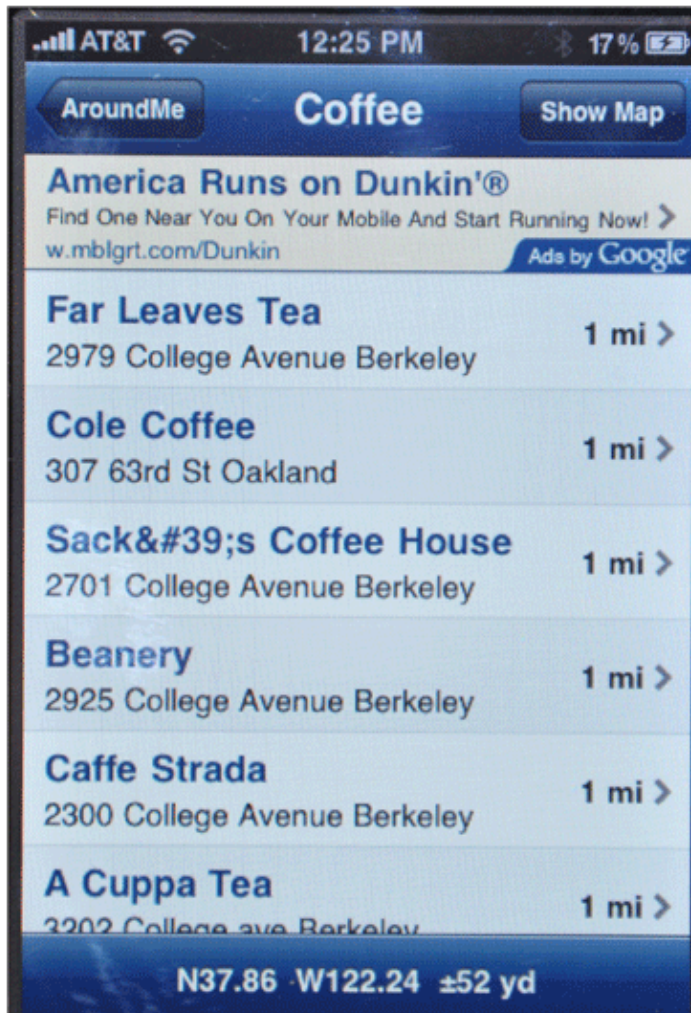 AT&T 12:25 PM 17%
AroundMe Coffee Show Map
America Runs on Dunkin'®
Find One Near You On Your Mobile And Start Running Now!
w.mblgrt.com/Dunkin Ads by Google
Far Leaves Tea
1 mi
2979 College Avenue Berkeley
Cole Coffee
1 mi
307 63rd St Oakland
Sack&#39;s Coffee House
1 mi
2701 College Avenue Berkeley
Beanery
1 mi
2925 College Avenue Berkeley
Caffe Strada
1 mi
2300 College Avenue Berkeley
A Cuppa Tea
1 mi
3202 College ave Berkeley
N37.86 W122.24 ±52 yd